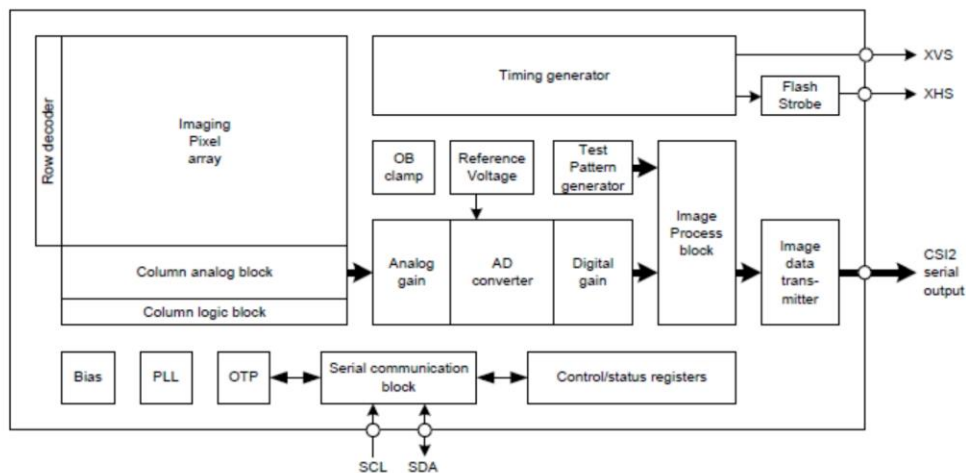 Row decoder
Imaging
Pixel
array
Timing generator
XVS
Flash
Strobe
XHS
OB
clamp
Reference
Voltage
Test
Pattern
generator
Image
Process
block
Column analog block
Analog
gain
AD
converter
Digital
gain
Image
data
trans-
mitter
CSI2
serial
output
Column logic block
Bias
PLL
OTP
Serial communication
block
Control/status registers
SCL
SDA